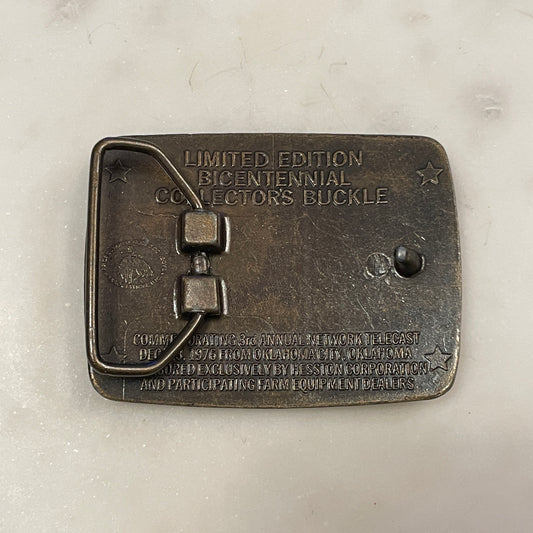 LIMITED EDITION
BICENTENNIAL
COLLECTOR'S BUCKLE
COMMEMORATING 3RD ANNUAL NETWORK TELECAST
1976 FROM OKLAHOMA CITY, OKLAHOMA
EXCLUSIVELY BY HESSTON CORPORATION
AND PARTICIPATING FARM EQUIPMENT DEALERS